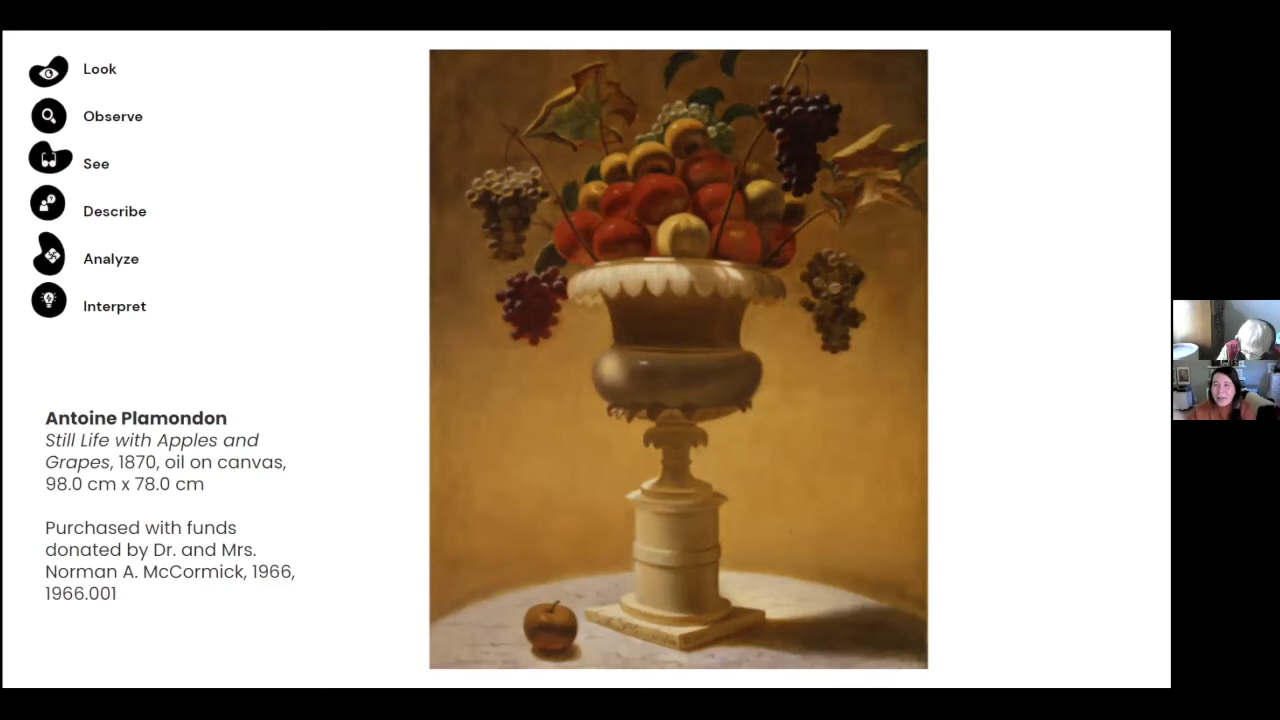 Look
Observe
See
Describe
Analyze
Interpret
Antoine Plamondon
Still Life with Apples and
Grapes, 1870, oil on canvas,
98.0 cm x 78.0 cm
Purchased with funds
donated by Dr. and Mrs.
Norman A. McCormick, 1966,
1966.001